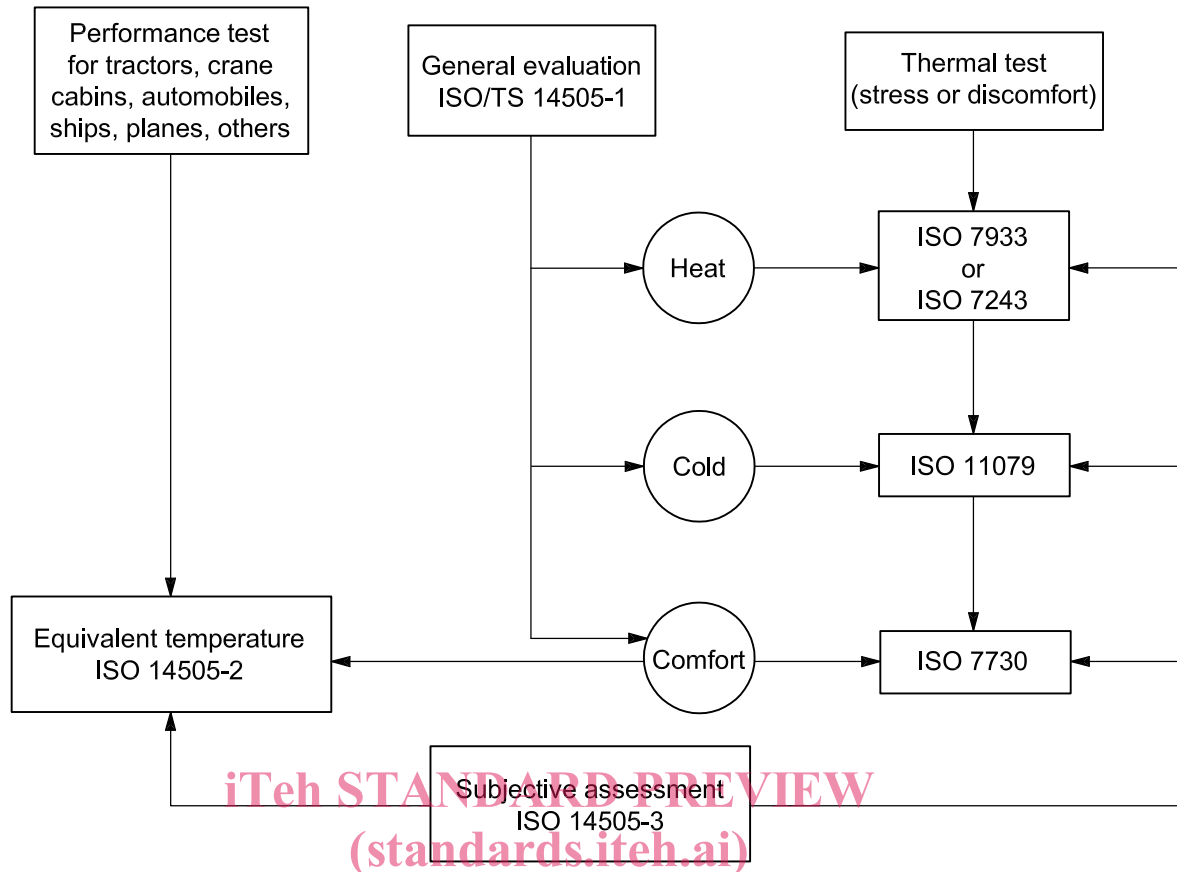 Performance test
for tractors, crane
cabins, automobiles,
ships, planes, others
General evaluation
ISO/TS 14505-1
Thermal test
(stress or discomfort)
Heat
ISO 7933
or
ISO 7243
Cold
ISO 11079
Equivalent temperature
ISO 14505-2
Comfort
ISO 7730
Subjective assessment
ISO 14505-3
iTeh STANDARD PREVIEW
(standards.iteh.ai)